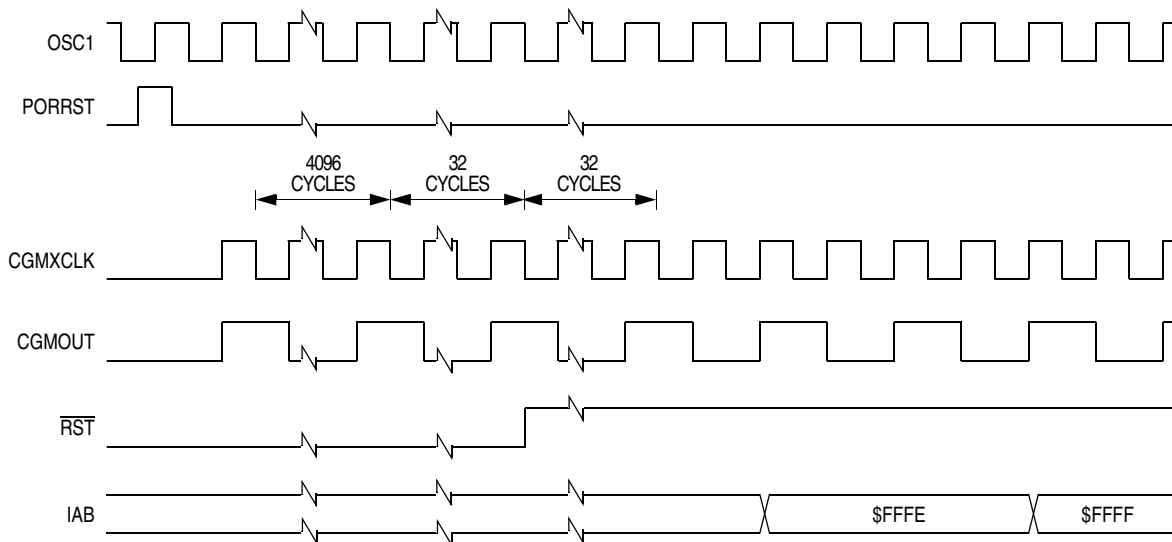 OSC1
PORRST
4096
CYCLES
32
CYCLES
32
CYCLES
CGMXCLK
CGMOUT
RST
IAB
$FFFE
$FFFF